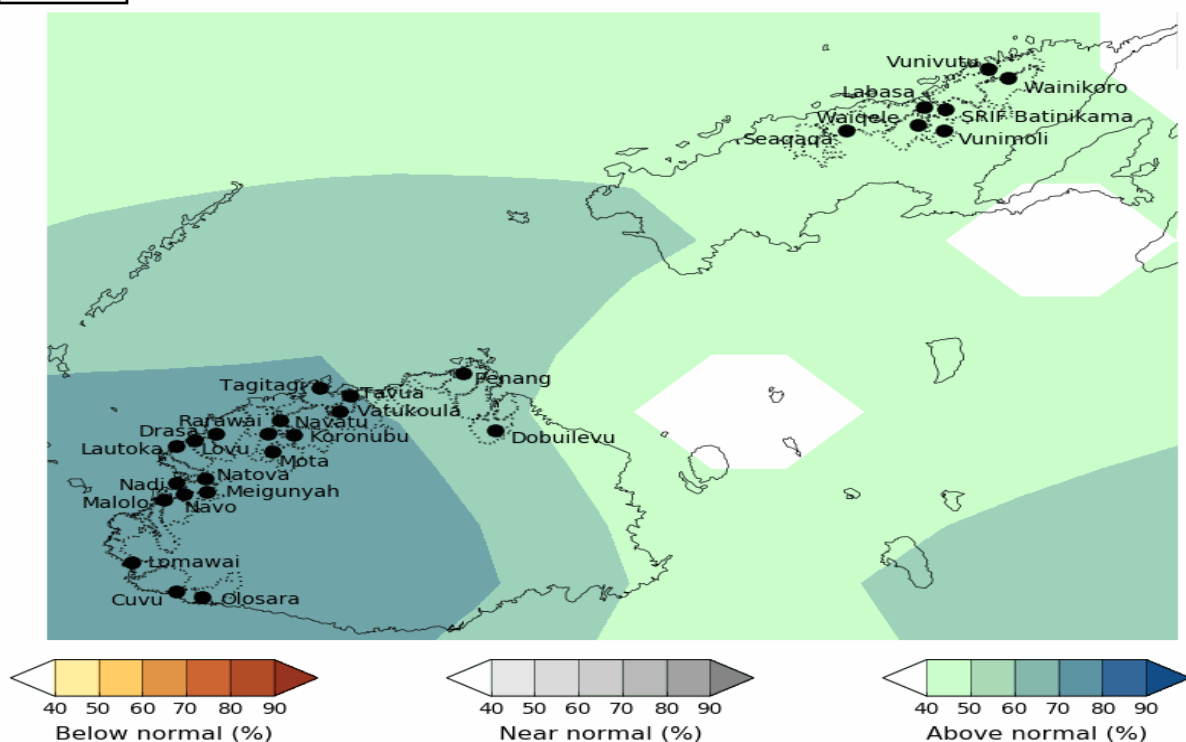 Vunivutu
Wainikoro
Labasa
SRIF Batinikama
Waiqele
Seaqaqa
Vunimoli
Penang
Tagitagi
Tavua
Vatukoula
Rarawai
Navatu
Drasa
Koronubu
Dobuilevu
Lautoka
Lovu
Mota
Natova
Nadi
Meigunyah
Malolo
Navo
Lomawai
Cuvu
Olosara
40 50 60 70 80 90
Below normal (%)
40 50 60 70 80 90
Near normal (%)
40 50 60 70 80 90
Above normal (%)